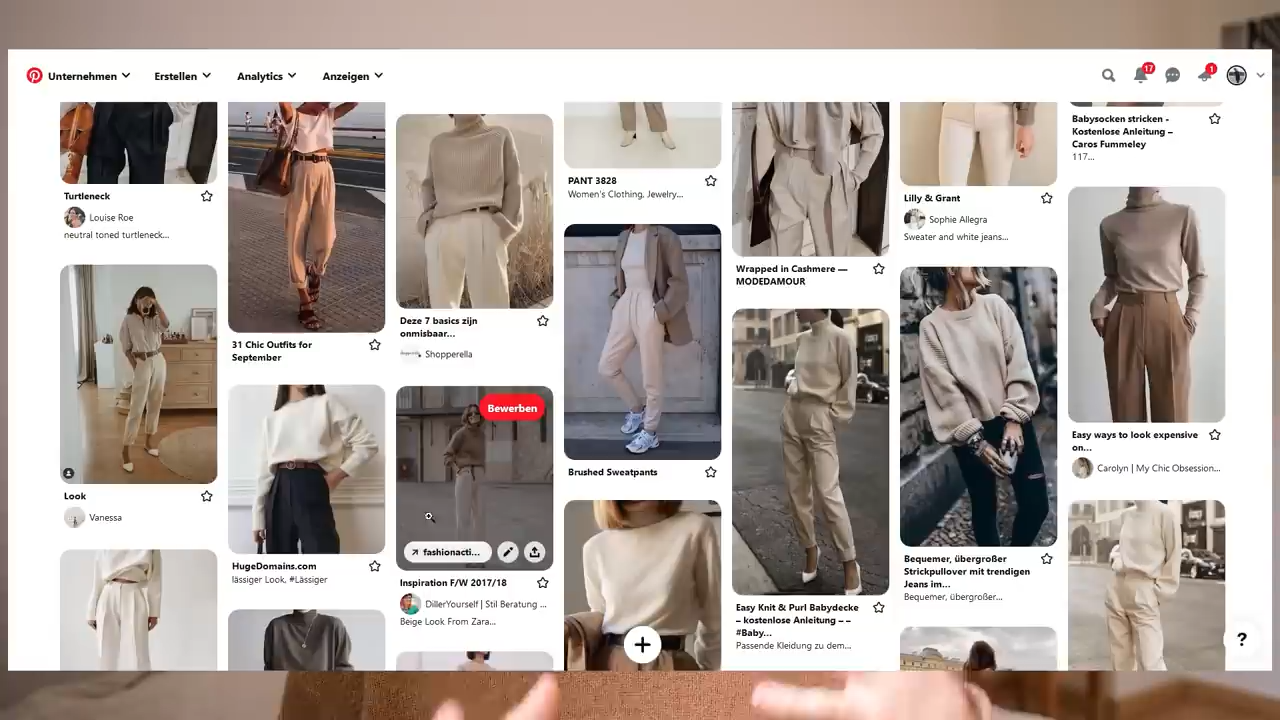 Unternehmen
Erstellen
Analytics
Anzeigen
17
1
Turtleneck
Louise Roe
neutral toned turtleneck...
Look
Vanessa
31 Chic Outfits for
September
HugeDomains.com
lässiger Look, #Lässiger
Deze 7 basics zijn
onmisbaar...
Shopperella
Bewerben
fashionacti...
Inspiration F/W 2017/18
DillerYourself | Stil Beratung ...
Beige Look From Zara...
PANT 3828
Women's Clothing, Jewelry...
Brushed Sweatpants
Wrapped in Cashmere —
MODEDAMOUR
Easy Knit & Purl Babydecke
– kostenlose Anleitung – –
#Baby...
Passende Kleidung zu dem...
Lilly & Grant
Sophie Allegra
Sweater and white jeans...
Bequemer, übergroßer
Strickpullover mit trendigen
Jeans im...
Bequemer, übergroßer...
Babysocken stricken -
Kostenlose Anleitung –
Caros Fummeley
117...
Easy ways to look expensive
on...
Carolyn | My Chic Obsession...
?